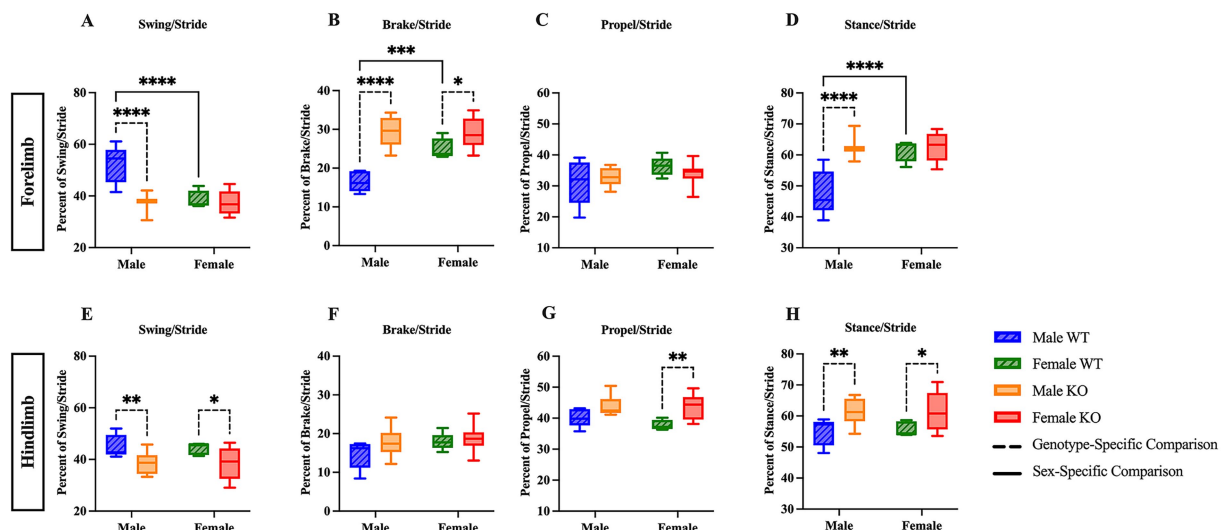 A
Swing/Stride
B
Brake/Stride
C
Propel/Stride
D
Stance/Stride
Forelimb
Percent of Swing/Stride
80
60
40
20
****
****
Male
Female
Percent of Brake/Stride
40
30
20
10
0
***
****
*
Male
Female
Percent of Propel/Stride
60
50
40
30
20
10
Male
Female
Percent of Stance/Stride
80
70
60
50
40
30
****
****
Male
Female
E
Swing/Stride
F
Brake/Stride
G
Propel/Stride
H
Stance/Stride
Hindlimb
Percent of Swing/Stride
80
60
40
20
**
*
Male
Female
Percent of Brake/Stride
40
30
20
10
0
Male
Female
Percent of Propel/Stride
60
50
40
30
20
10
**
Male
Female
Percent of Stance/Stride
80
70
60
50
40
30
**
*
Male
Female
Male WT
Female WT
Male KO
Female KO
Genotype-Specific Comparison
Sex-Specific Comparison